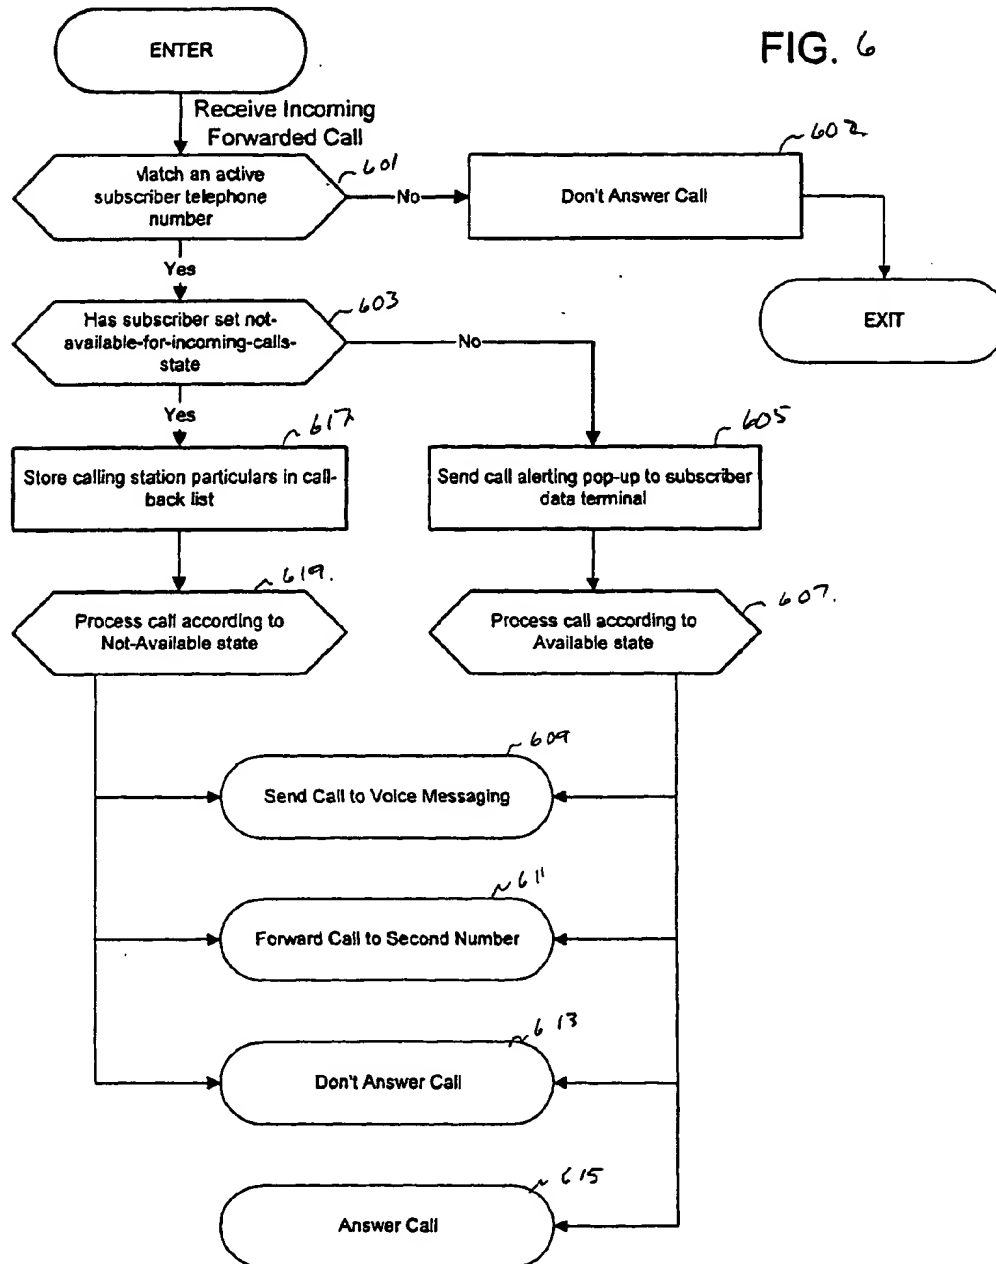 ENTER
FIG. 6
Receive Incoming
Forwarded Call
601
Match an active
subscriber telephone
number
No
602
Don't Answer Call
Yes
EXIT
603
Has subscriber set not-
available-for-incoming-calls-
state
No
Yes
617
Store calling station particulars in call-
back list
605
Send call alerting pop-up to subscriber
data terminal
619.
Process call according to
Not-Available state
607.
Process call according to
Available state
609
Send Call to Voice Messaging
611
Forward Call to Second Number
613
Don't Answer Call
615
Answer Call